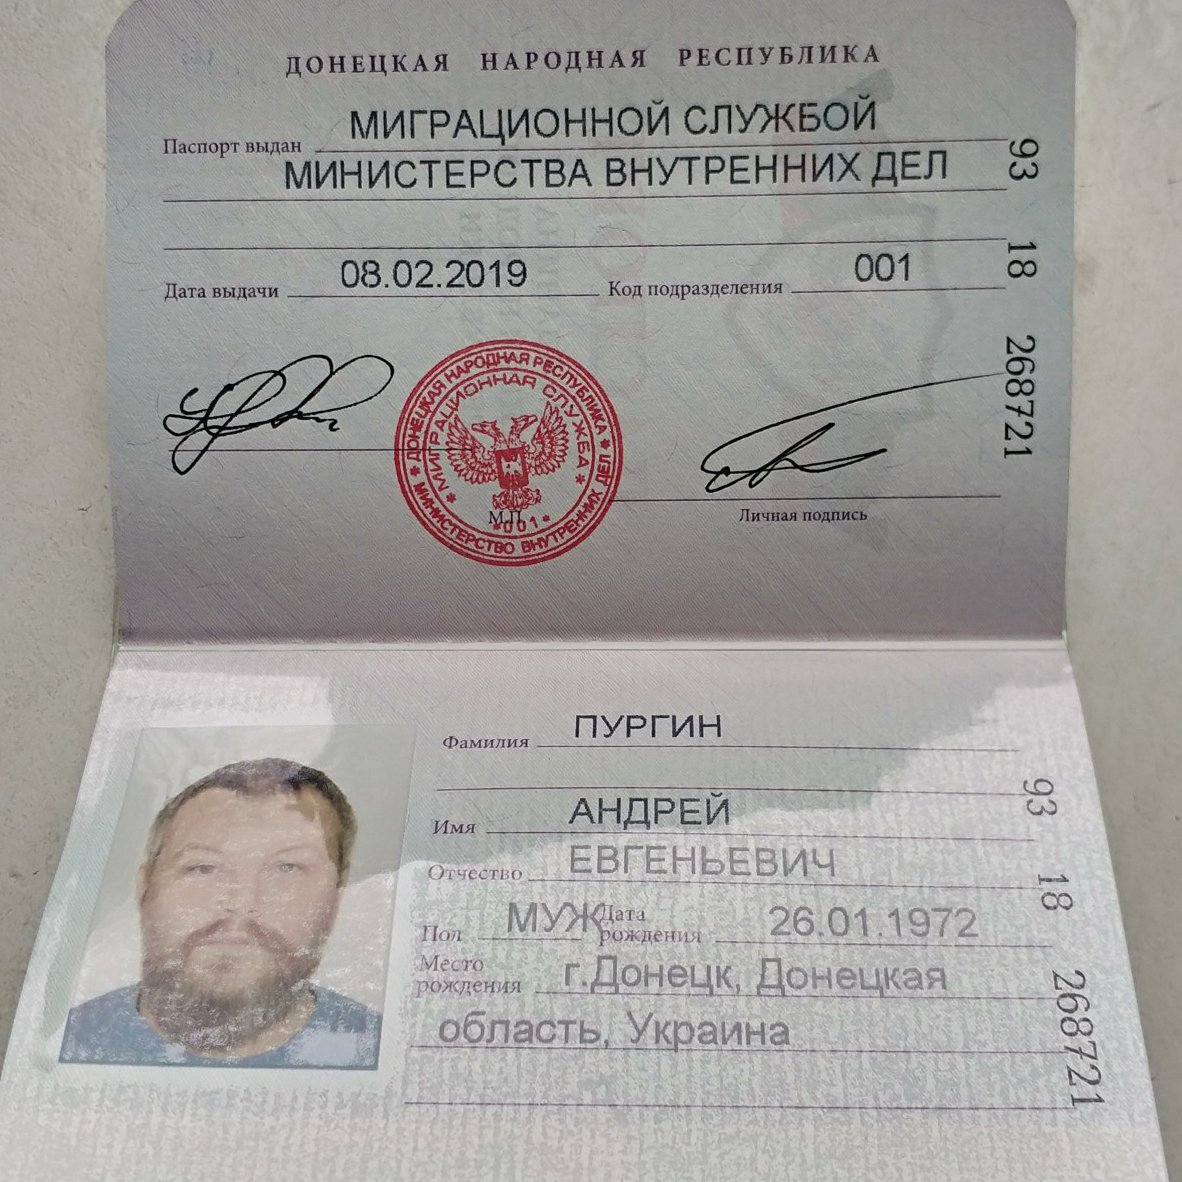 ДОНЕЦКАЯ НАРОДНАЯ РЕСПУБЛИКА
Паспорт выдан МИГРАЦИОННОЙ СЛУЖБОЙ
МИНИСТЕРСТВА ВНУТРЕННИХ ДЕЛ
Дата выдачи 08.02.2019 Код подразделения 001
93 18 268721
ДОНЕЦКАЯ НАРОДНАЯ РЕСПУБЛИКА * МИНИСТЕРСТВО ВНУТРЕННИХ ДЕЛ *
* МИГРАЦИОННАЯ СЛУЖБА *
М.П.
*001*
Личная подпись
Фамилия ПУРГИН
Имя АНДРЕЙ
Отчество ЕВГЕНЬЕВИЧ
Пол МУЖ Дата рождения 26.01.1972
Место рождения г.Донецк, Донецкая
область, Украина
93 18 268721